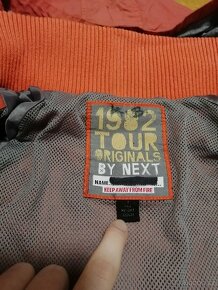 1982
TOUR
ORIGINALS
BY NEXT
NAME
KEEP AWAY FROM FIRE